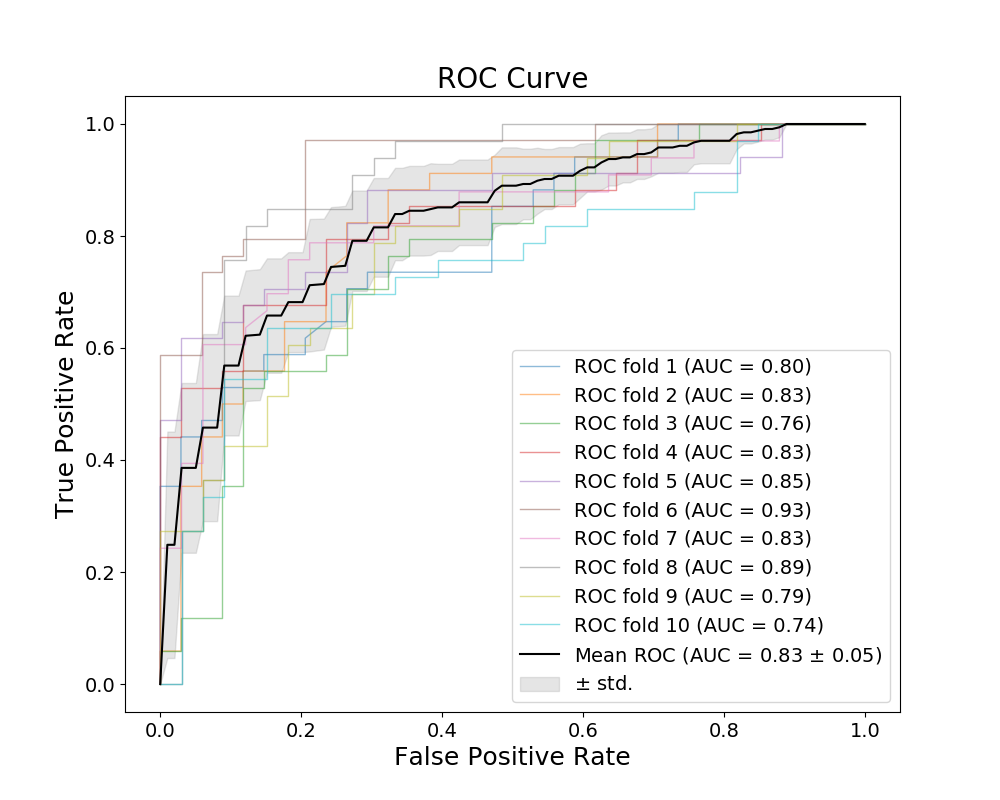 ROC Curve
1.0
0.8
0.6
0.4
0.2
0.0
True Positive Rate
ROC fold 1 (AUC = 0.80)
ROC fold 2 (AUC = 0.83)
ROC fold 3 (AUC = 0.76)
ROC fold 4 (AUC = 0.83)
ROC fold 5 (AUC = 0.85)
ROC fold 6 (AUC = 0.93)
ROC fold 7 (AUC = 0.83)
ROC fold 8 (AUC = 0.89)
ROC fold 9 (AUC = 0.79)
ROC fold 10 (AUC = 0.74)
Mean ROC (AUC = 0.83 ± 0.05)
± std.
0.0 0.2 0.4 0.6 0.8 1.0
False Positive Rate